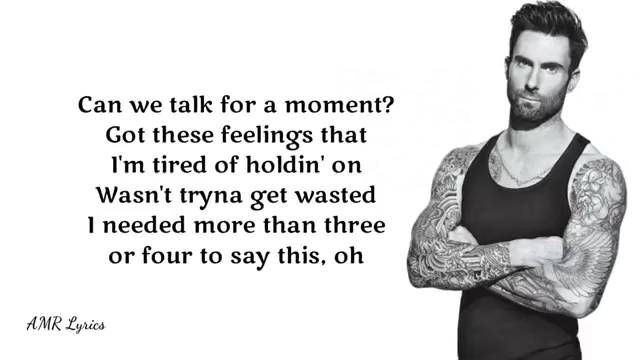 Can we talk for a moment?
Got these feelings that
I'm tired of holdin' on
Wasn't tryna get wasted
I needed more than three
or four to say this, oh
AMR Lyrics